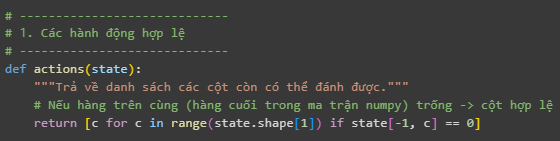 # -----------------------------
# 1. Các hành động hợp lệ
# -----------------------------
def actions(state):
    """Trả về danh sách các cột còn có thể đánh được."""
    # Nếu hàng trên cùng (hàng cuối trong ma trận numpy) trống -> cột hợp lệ
    return [c for c in range(state.shape[1]) if state[-1, c] == 0]